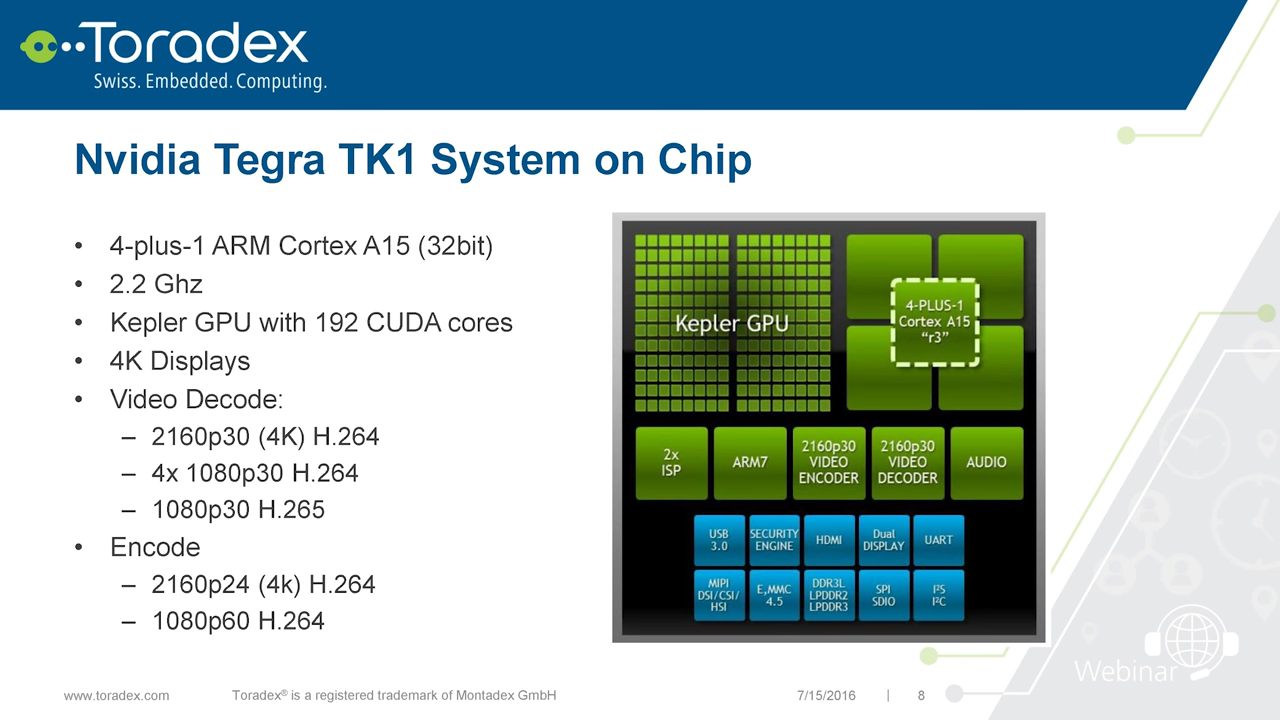 Toradex
Swiss. Embedded. Computing.
Nvidia Tegra TK1 System on Chip
• 4-plus-1 ARM Cortex A15 (32bit)
• 2.2 Ghz
• Kepler GPU with 192 CUDA cores
• 4K Displays
• Video Decode:
– 2160p30 (4K) H.264
– 4x 1080p30 H.264
– 1080p30 H.265
• Encode
– 2160p24 (4k) H.264
– 1080p60 H.264
Kepler GPU
4-PLUS-1
Cortex A15
“r3”
2x
ISP
ARM7
2160p30
VIDEO
ENCODER
2160p30
VIDEO
DECODER
AUDIO
USB
3.0
SECURITY
ENGINE
HDMI
Dual
DISPLAY
UART
MIPI
DSI/CSI/
HSI
E,MMC
4.5
DDR3L
LPDDR2
LPDDR3
SPI
SDIO
I²S
I²C
Webinar
www.toradex.com
Toradex® is a registered trademark of Montadex GmbH
7/15/2016 | 8